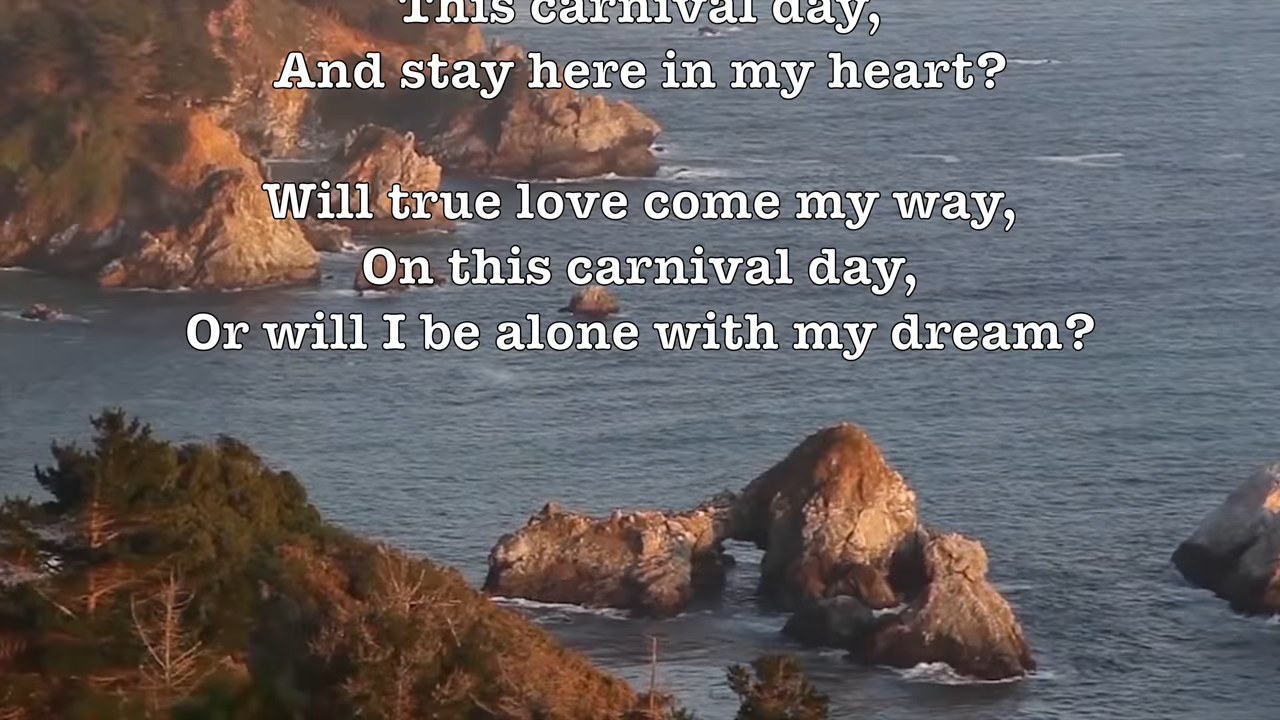 This carnival day,
And stay here in my heart?
Will true love come my way,
On this carnival day,
Or will I be alone with my dream?